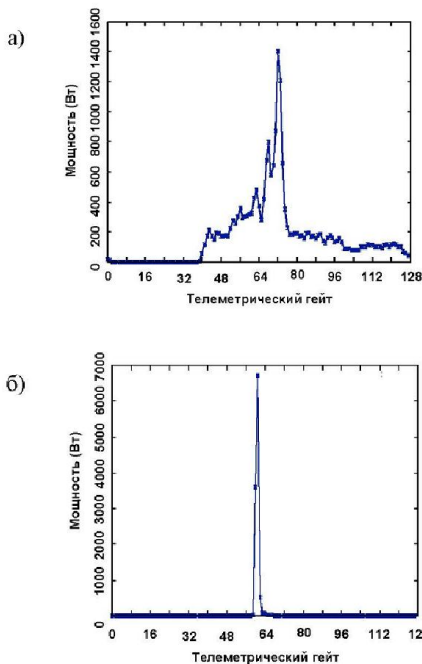 а)
1600
1400
1200
1000
800
600
400
200
0
Мощность (Вт)
0 16 32 48 64 80 96 112 128
Телеметрический гейт
б)
7000
6000
5000
4000
3000
2000
1000
0
Мощность (Вт)
0 16 32 48 64 80 96 112 12
Телеметрический гейт